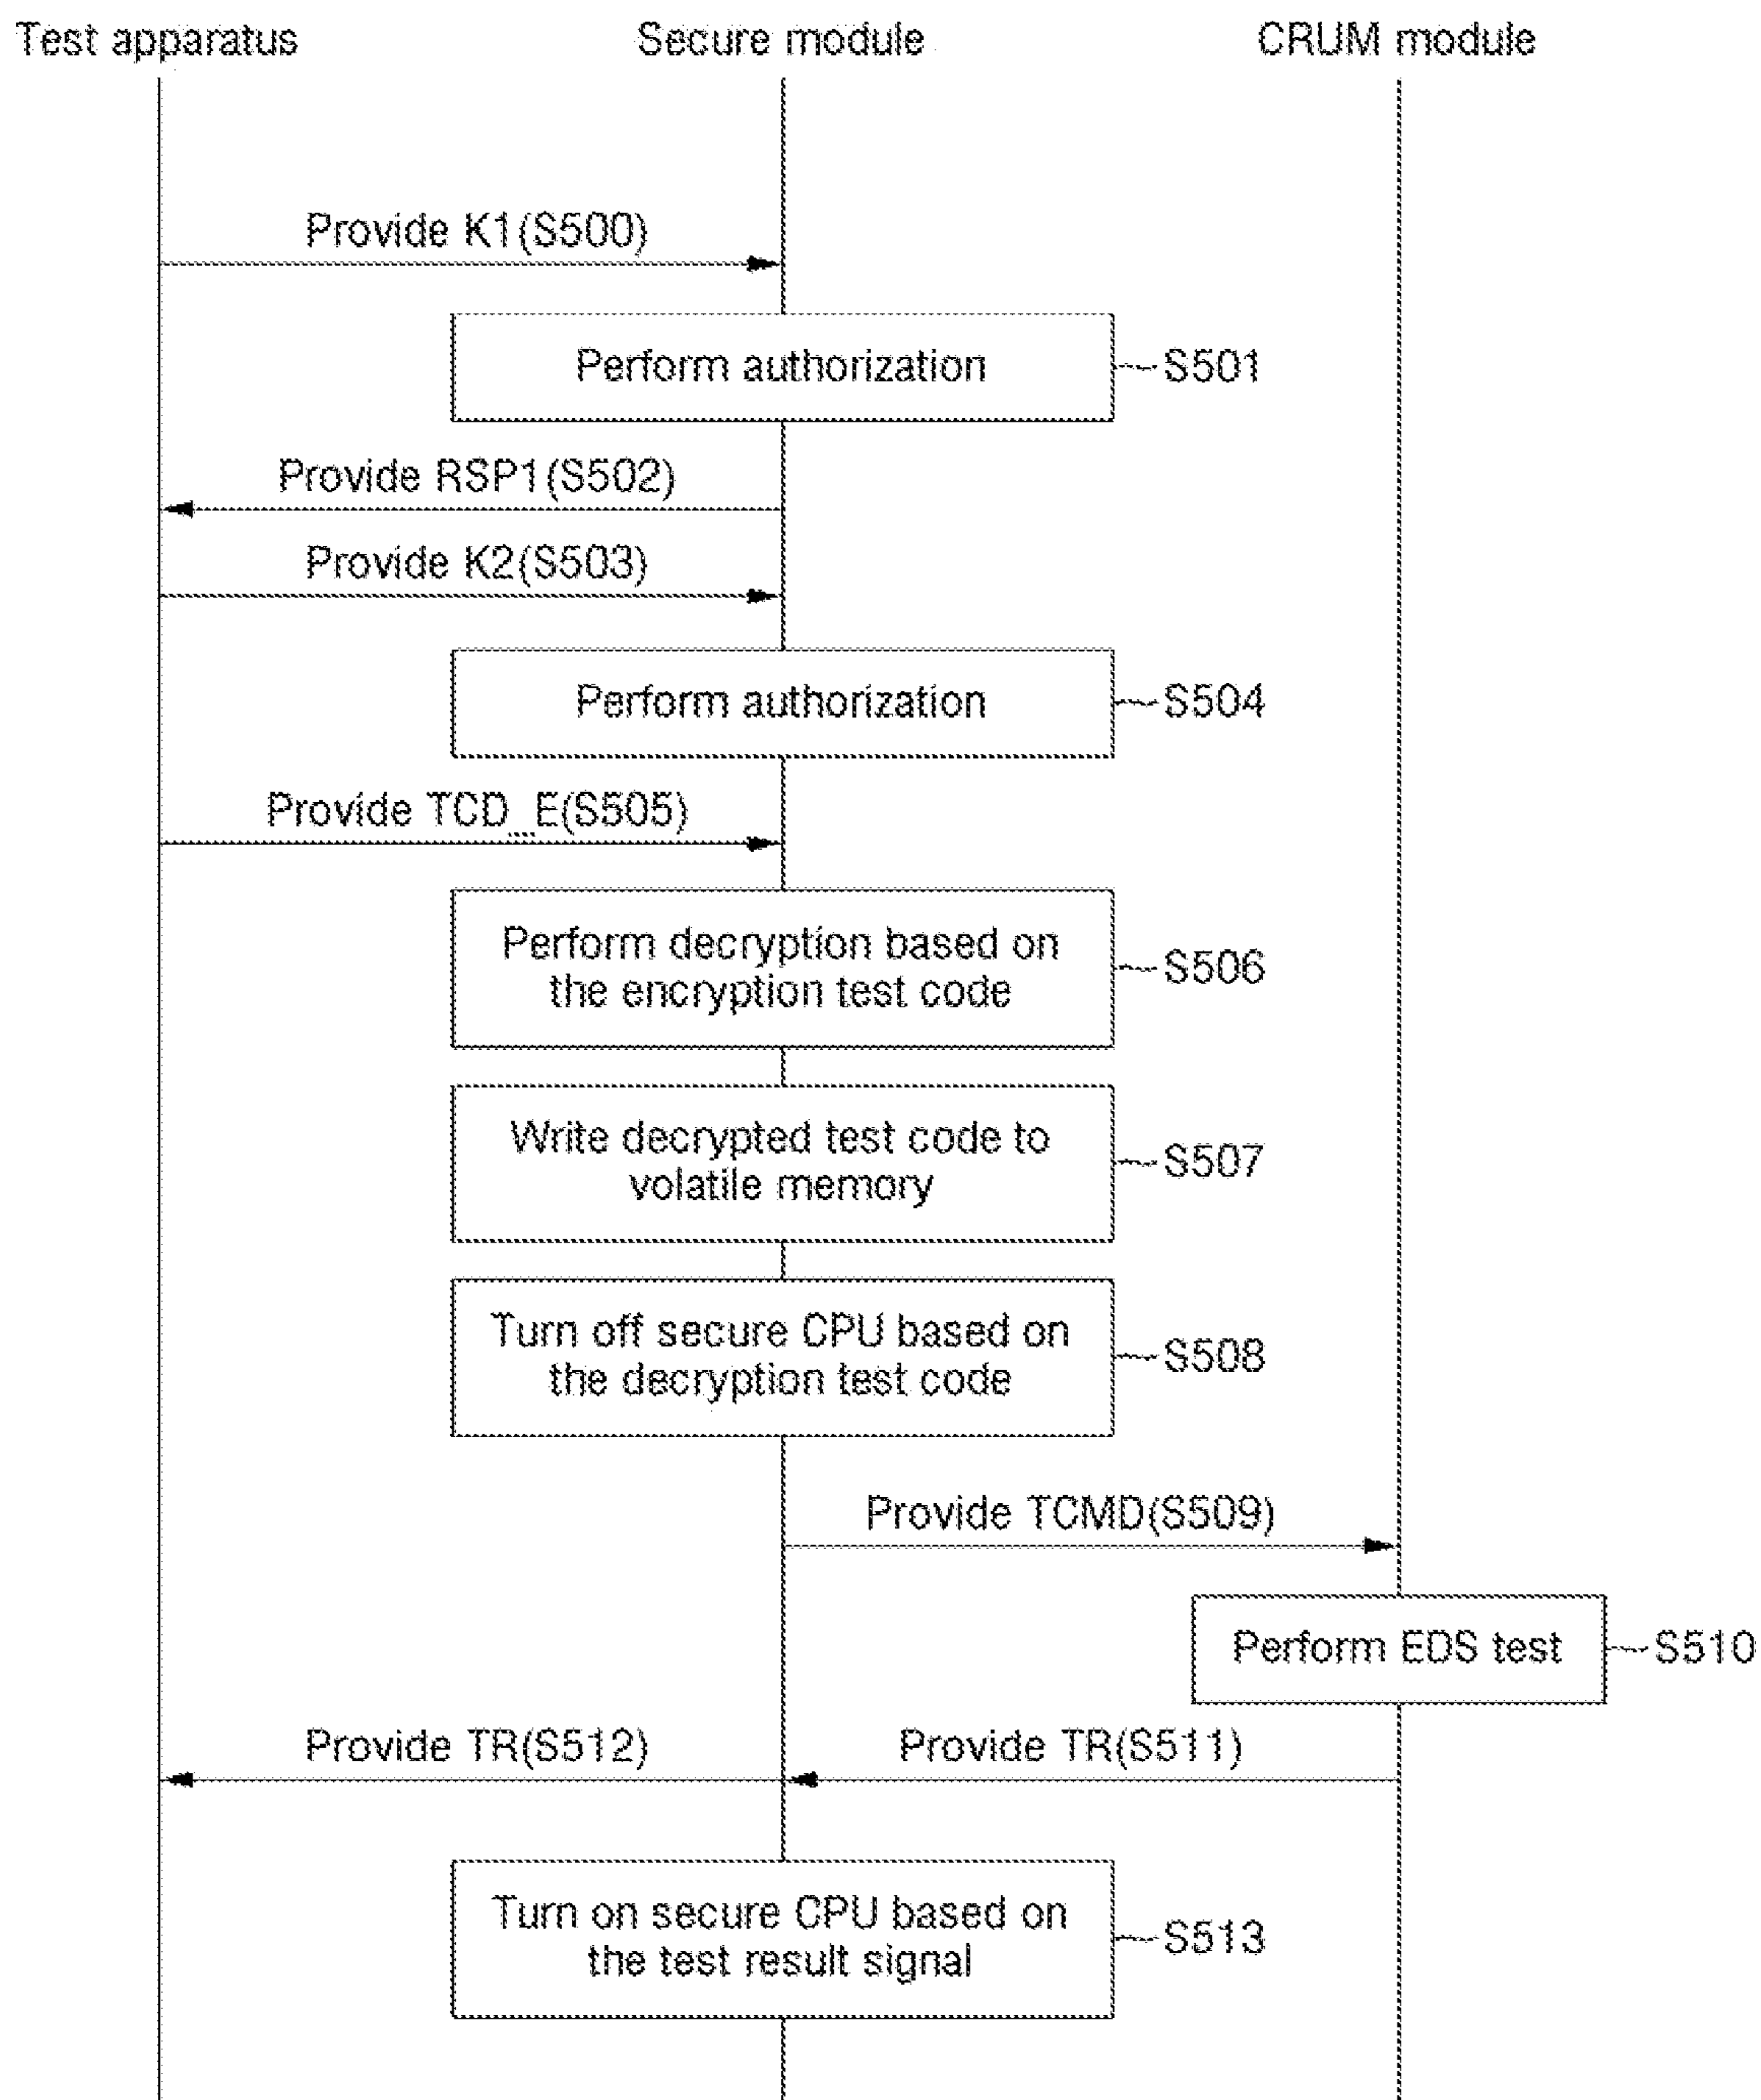 Test apparatus
Secure module
CRUM module
Provide K1(S500)
Perform authorization
S501
Provide RSP1(S502)
Provide K2(S503)
Perform authorization
S504
Provide TCD_E(S505)
Perform decryption based on
the encryption test code
S506
Write decrypted test code to
volatile memory
S507
Turn off secure CPU based on
the decryption test code
S508
Provide TCMD(S509)
Perform EDS test
S510
Provide TR(S512)
Provide TR(S511)
Turn on secure CPU based on
the test result signal
S513